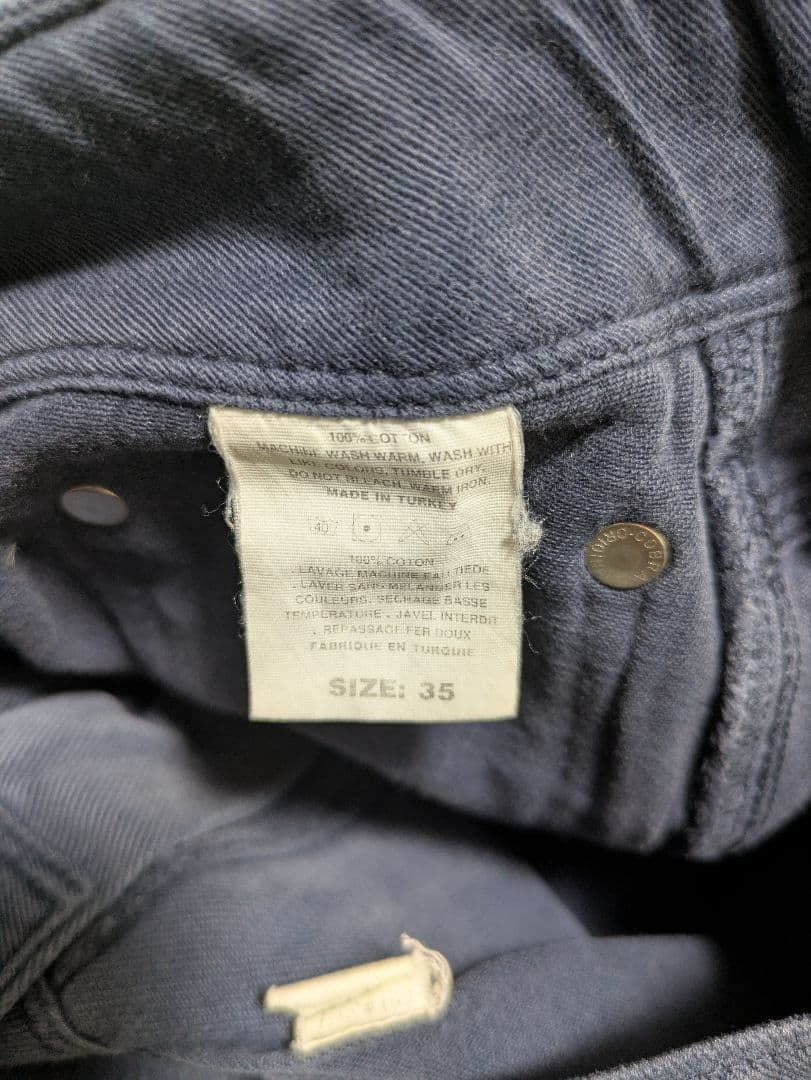 100% COTTON
MACHINE WASH WARM, WASH WITH
LIKE COLORS, TUMBLE DRY,
DO NOT BLEACH, WARM IRON.
MADE IN TURKEY
40
100% COTON
. LAVAGE MACHINE EAU TIEDE
. LAVER SANS MELANGER LES
COULEURS. SECHAGE BASSE
TEMPERATURE . JAVEL INTERDIT
. REPASSAGE FER DOUX
FABRIQUE EN TURQUIE
SIZE: 35